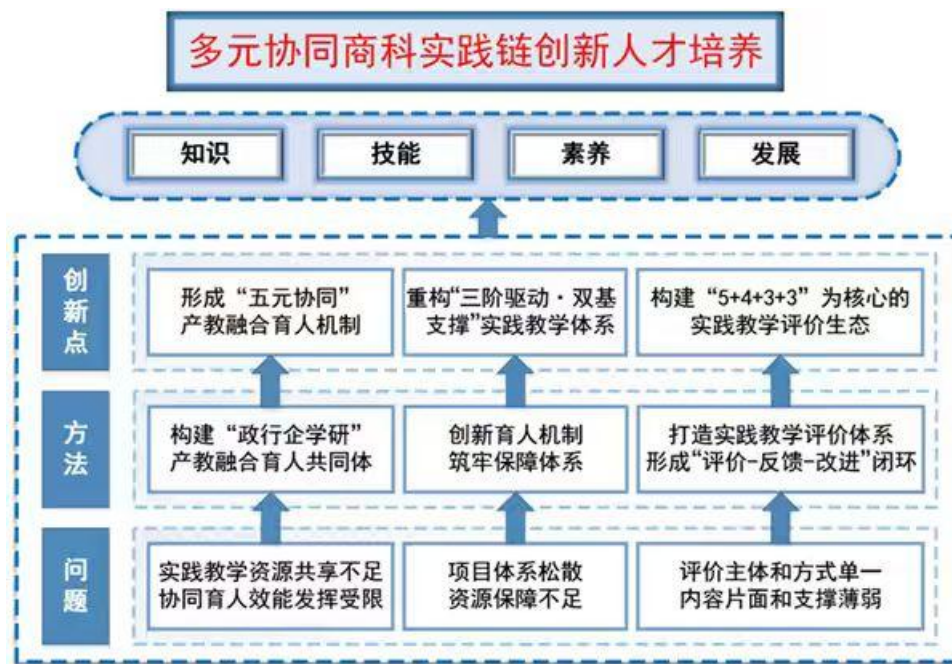 多元协同商科实践链创新人才培养
知识
技能
素养
发展
创新点
形成“五元协同”
产教融合育人机制
重构“三阶驱动·双基
支撑”实践教学体系
构建“5+4+3+3”为核心的
实践教学评价生态
方法
构建“政行企学研”
产教融合育人共同体
创新育人机制
筑牢保障体系
打造实践教学评价体系
形成“评价-反馈-改进”闭环
问题
实践教学资源共享不足
协同育人效能发挥受限
项目体系松散
资源保障不足
评价主体和方式单一
内容片面和支撑薄弱